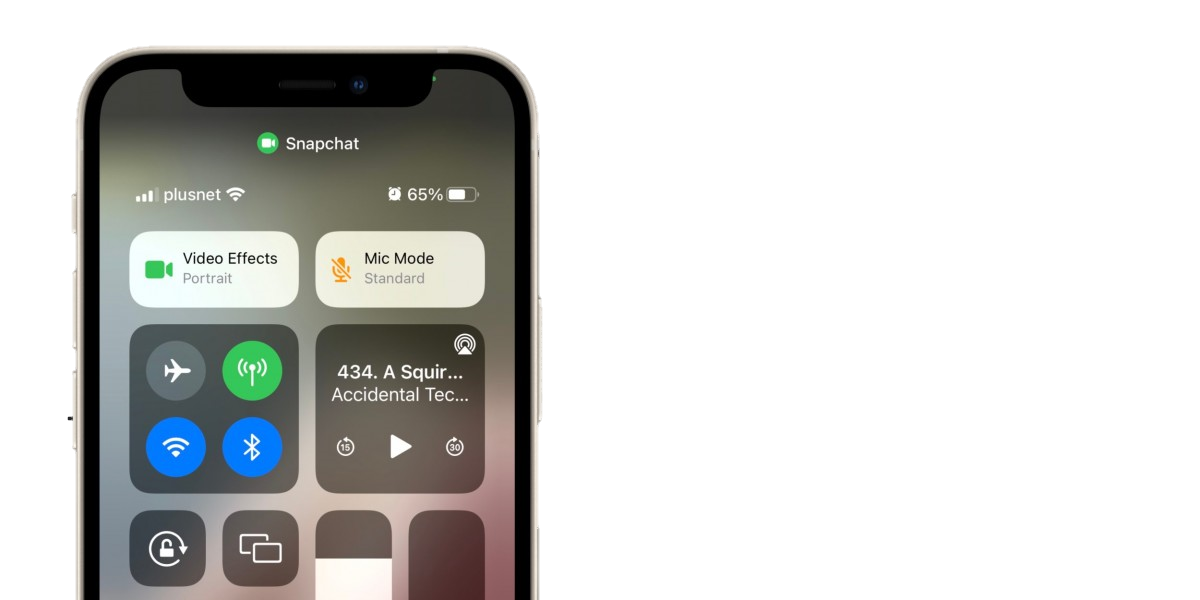 Snapchat
plusnet
65%
Video Effects
Portrait
Mic Mode
Standard
434. A Squir...
Accidental Tec...
15
30